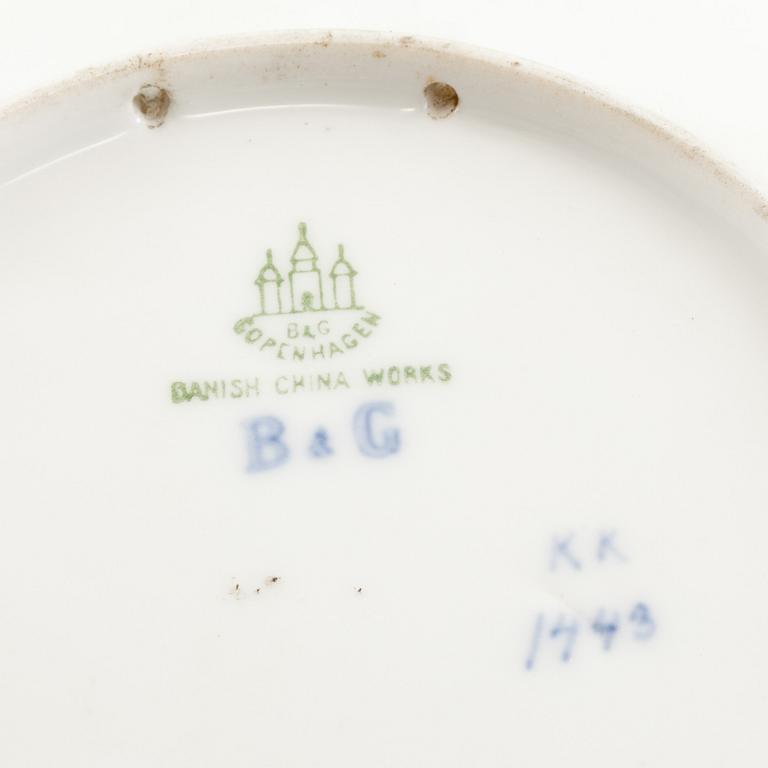 B&G
COPENHAGEN
DANISH CHINA WORKS
B & G
KK
1443